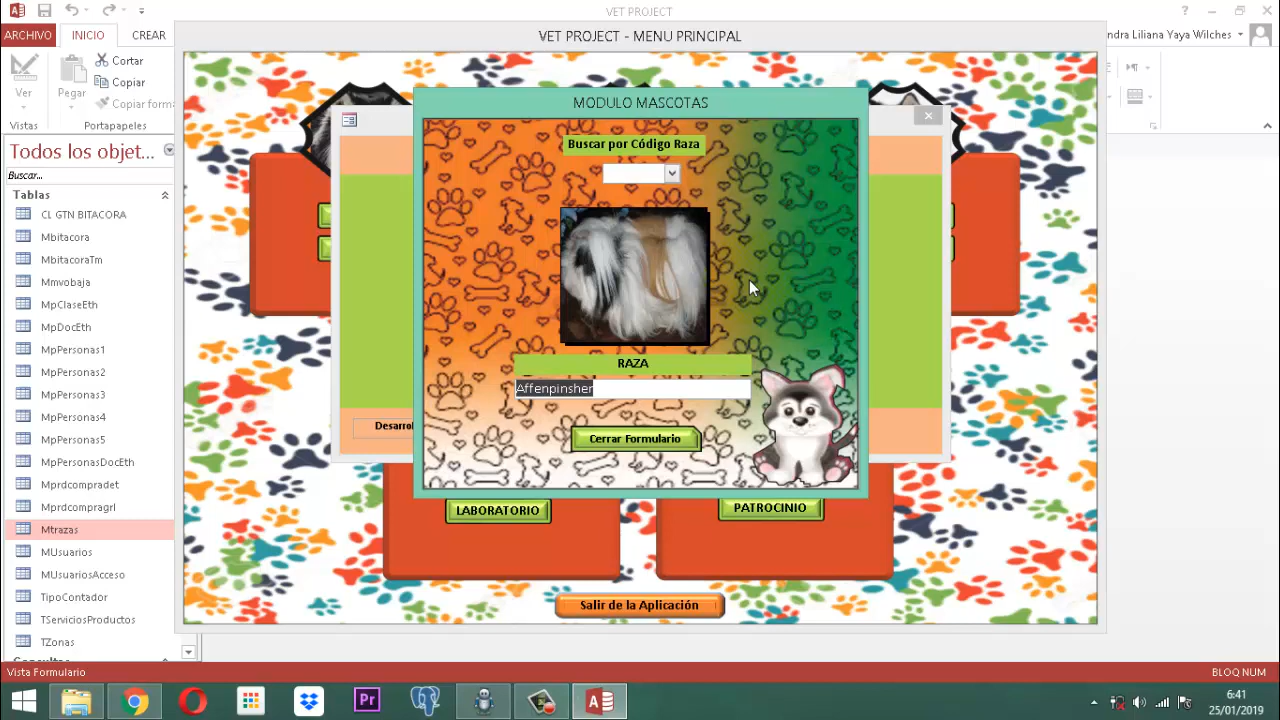 VET PROJECT
ARCHIVO
INICIO
CREAR
ndra Liliana Yaya Wilches
VET PROJECT - MENU PRINCIPAL
Ver
Pegar
Cortar
Copiar
Copiar forma
Vistas
Portapapeles
Todos los objet...
Buscar...
Tablas
CL GTN BITACORA
Mbitacora
MbitacoraTm
Mmvobaja
MpClaseEth
MpDocEth
MpPersonas1
MpPersonas2
MpPersonas3
MpPersonas4
MpPersonas5
MpPersonasDocEth
Mprdcompradet
Mprdcompragrl
Mtrazas
MUsuarios
MUsuariosAcceso
TipoContador
TServiciosProductos
TZonas
MODULO MASCOTAS
Buscar por Código Raza
RAZA
Affenpinsher
Cerrar Formulario
Desarrol
LABORATORIO
PATROCINIO
Salir de la Aplicación
Vista Formulario
BLOQ NUM
Pr
6:41
25/01/2019